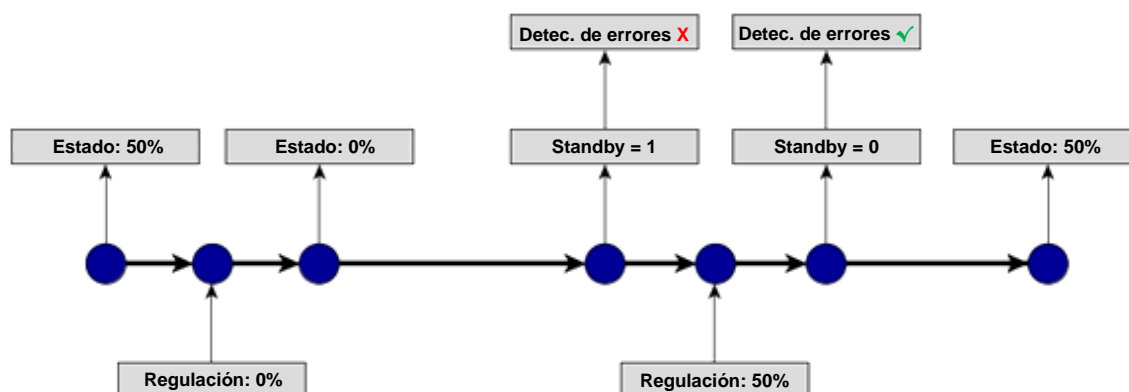 Detec. de errores X
Detec. de errores ✓
Estado: 50%
Estado: 0%
Standby = 1
Standby = 0
Estado: 50%
Regulación: 0%
Regulación: 50%